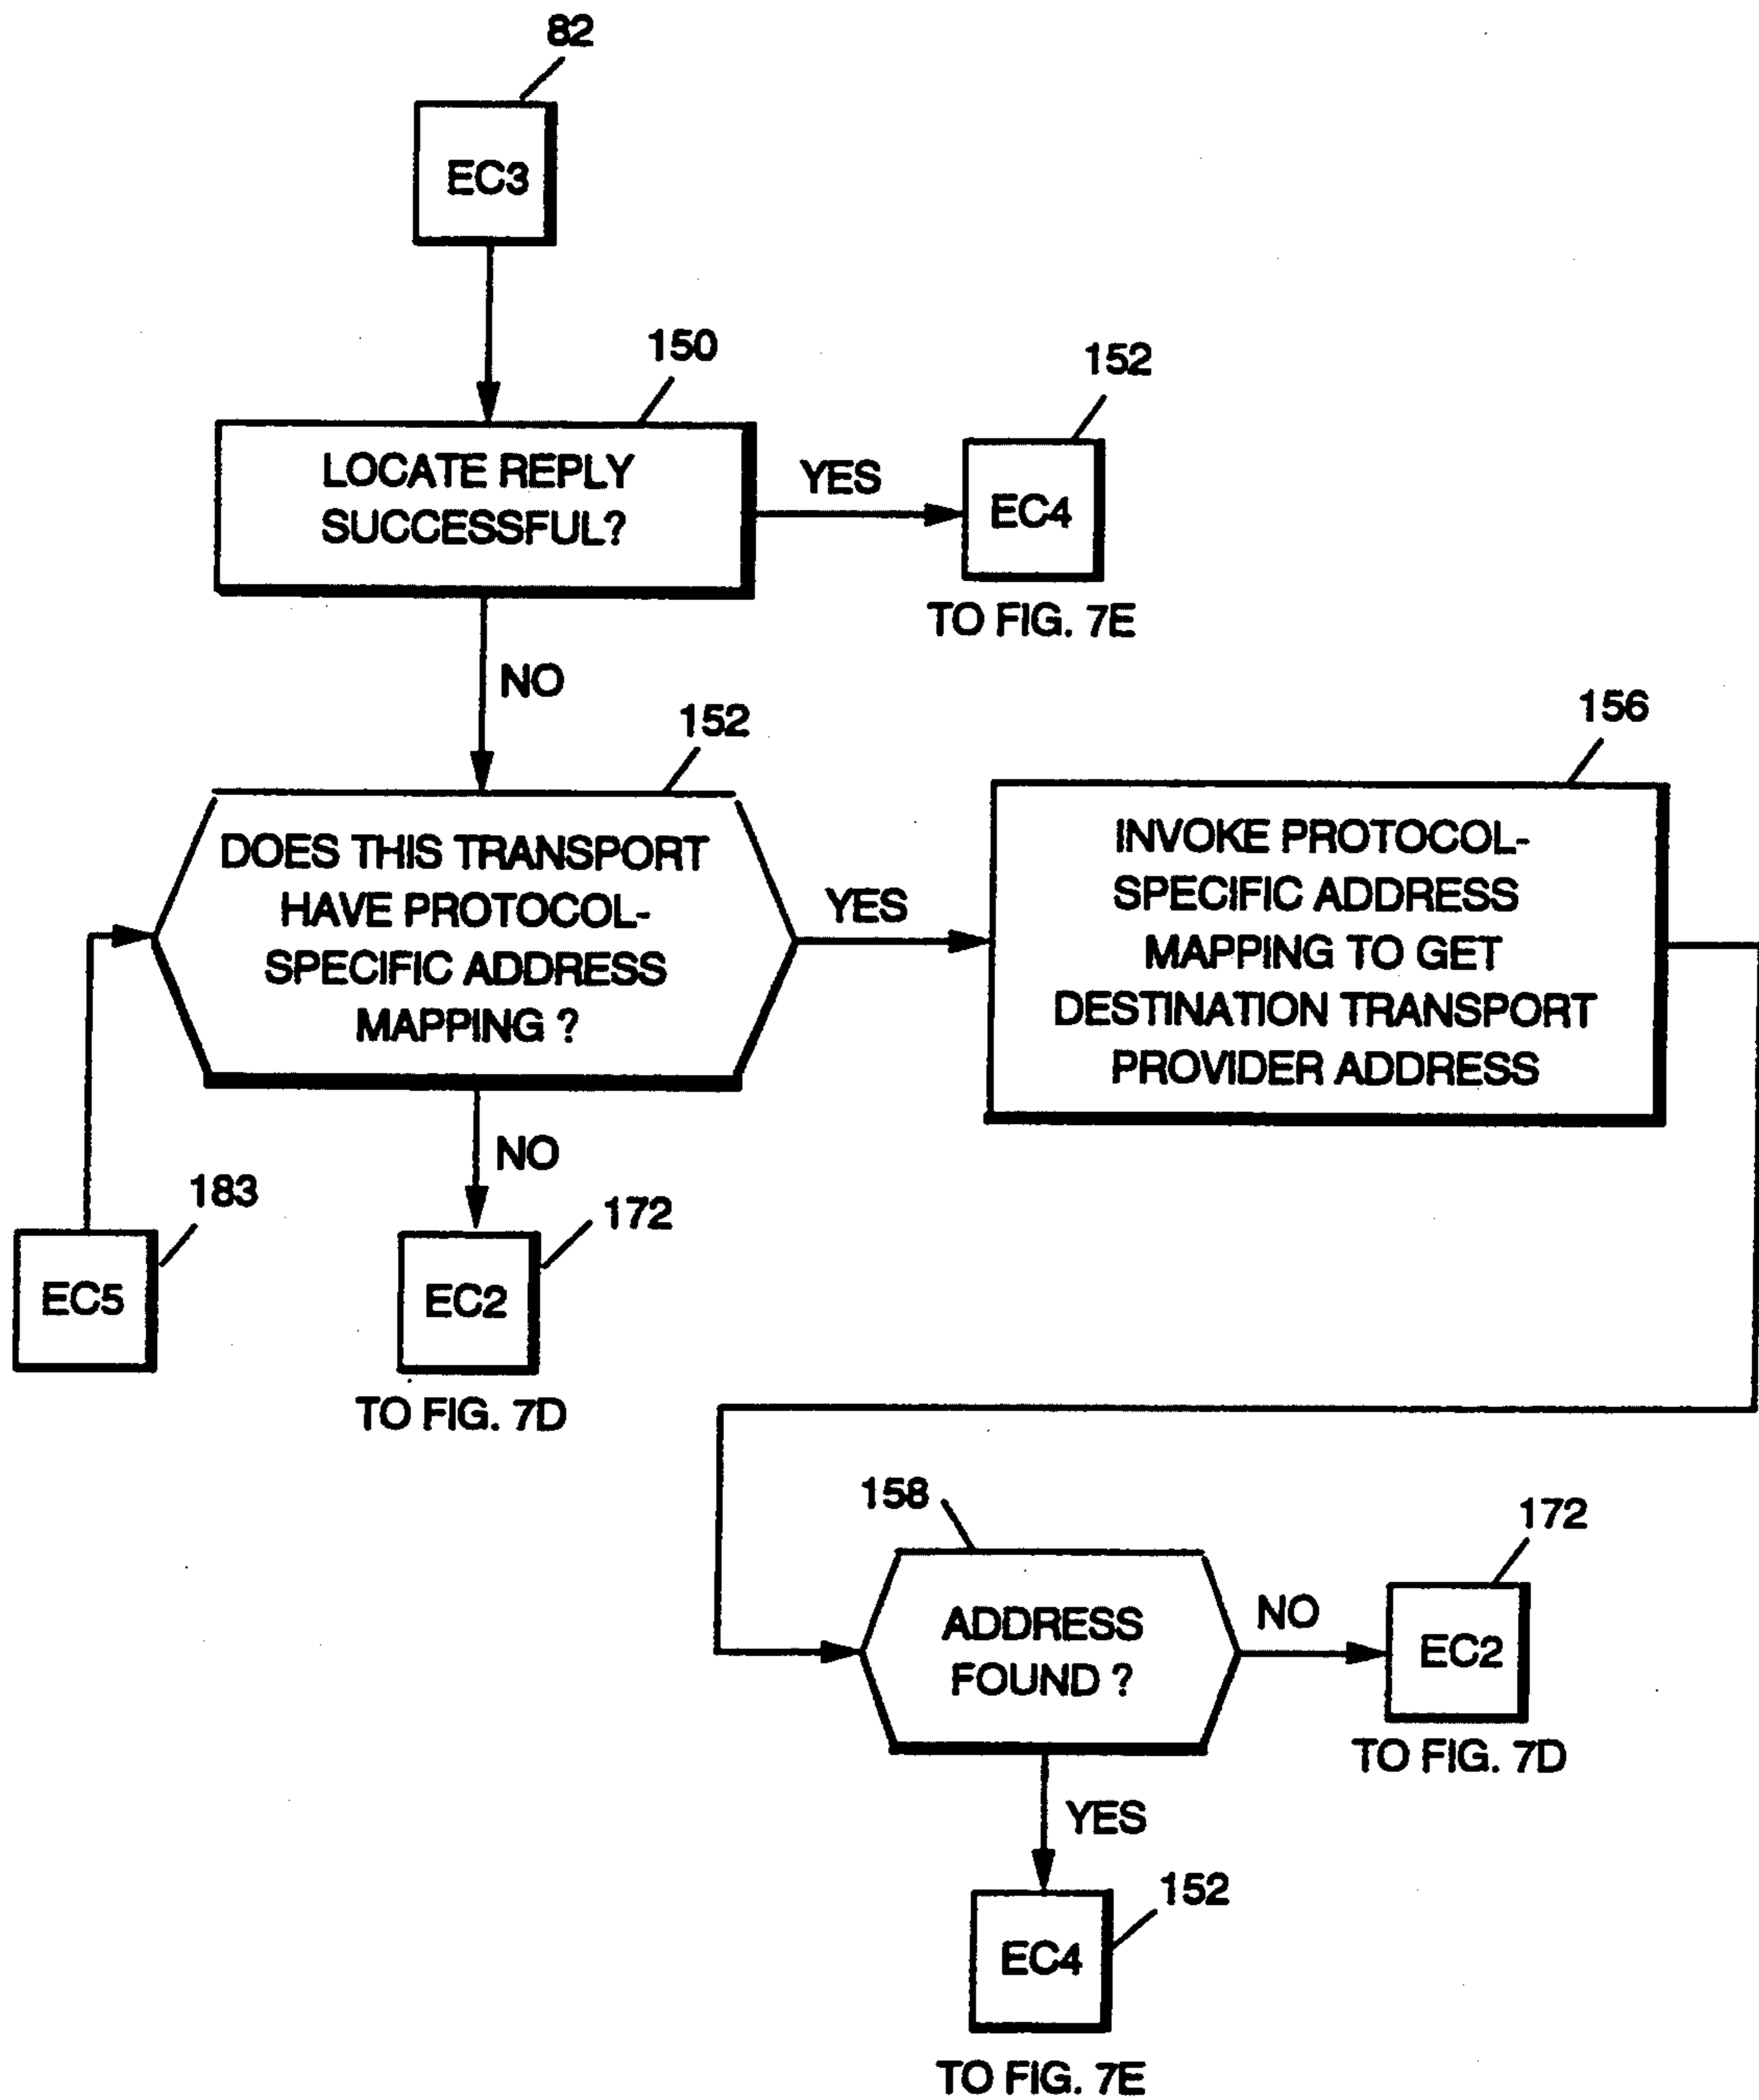 82
EC3
150
LOCATE REPLY
SUCCESSFUL?
YES
152
EC4
TO FIG. 7E
NO
152
DOES THIS TRANSPORT
HAVE PROTOCOL-
SPECIFIC ADDRESS
MAPPING ?
YES
156
INVOKE PROTOCOL-
SPECIFIC ADDRESS
MAPPING TO GET
DESTINATION TRANSPORT
PROVIDER ADDRESS
NO
183
EC5
172
EC2
TO FIG. 7D
158
ADDRESS
FOUND ?
NO
172
EC2
TO FIG. 7D
YES
152
EC4
TO FIG. 7E